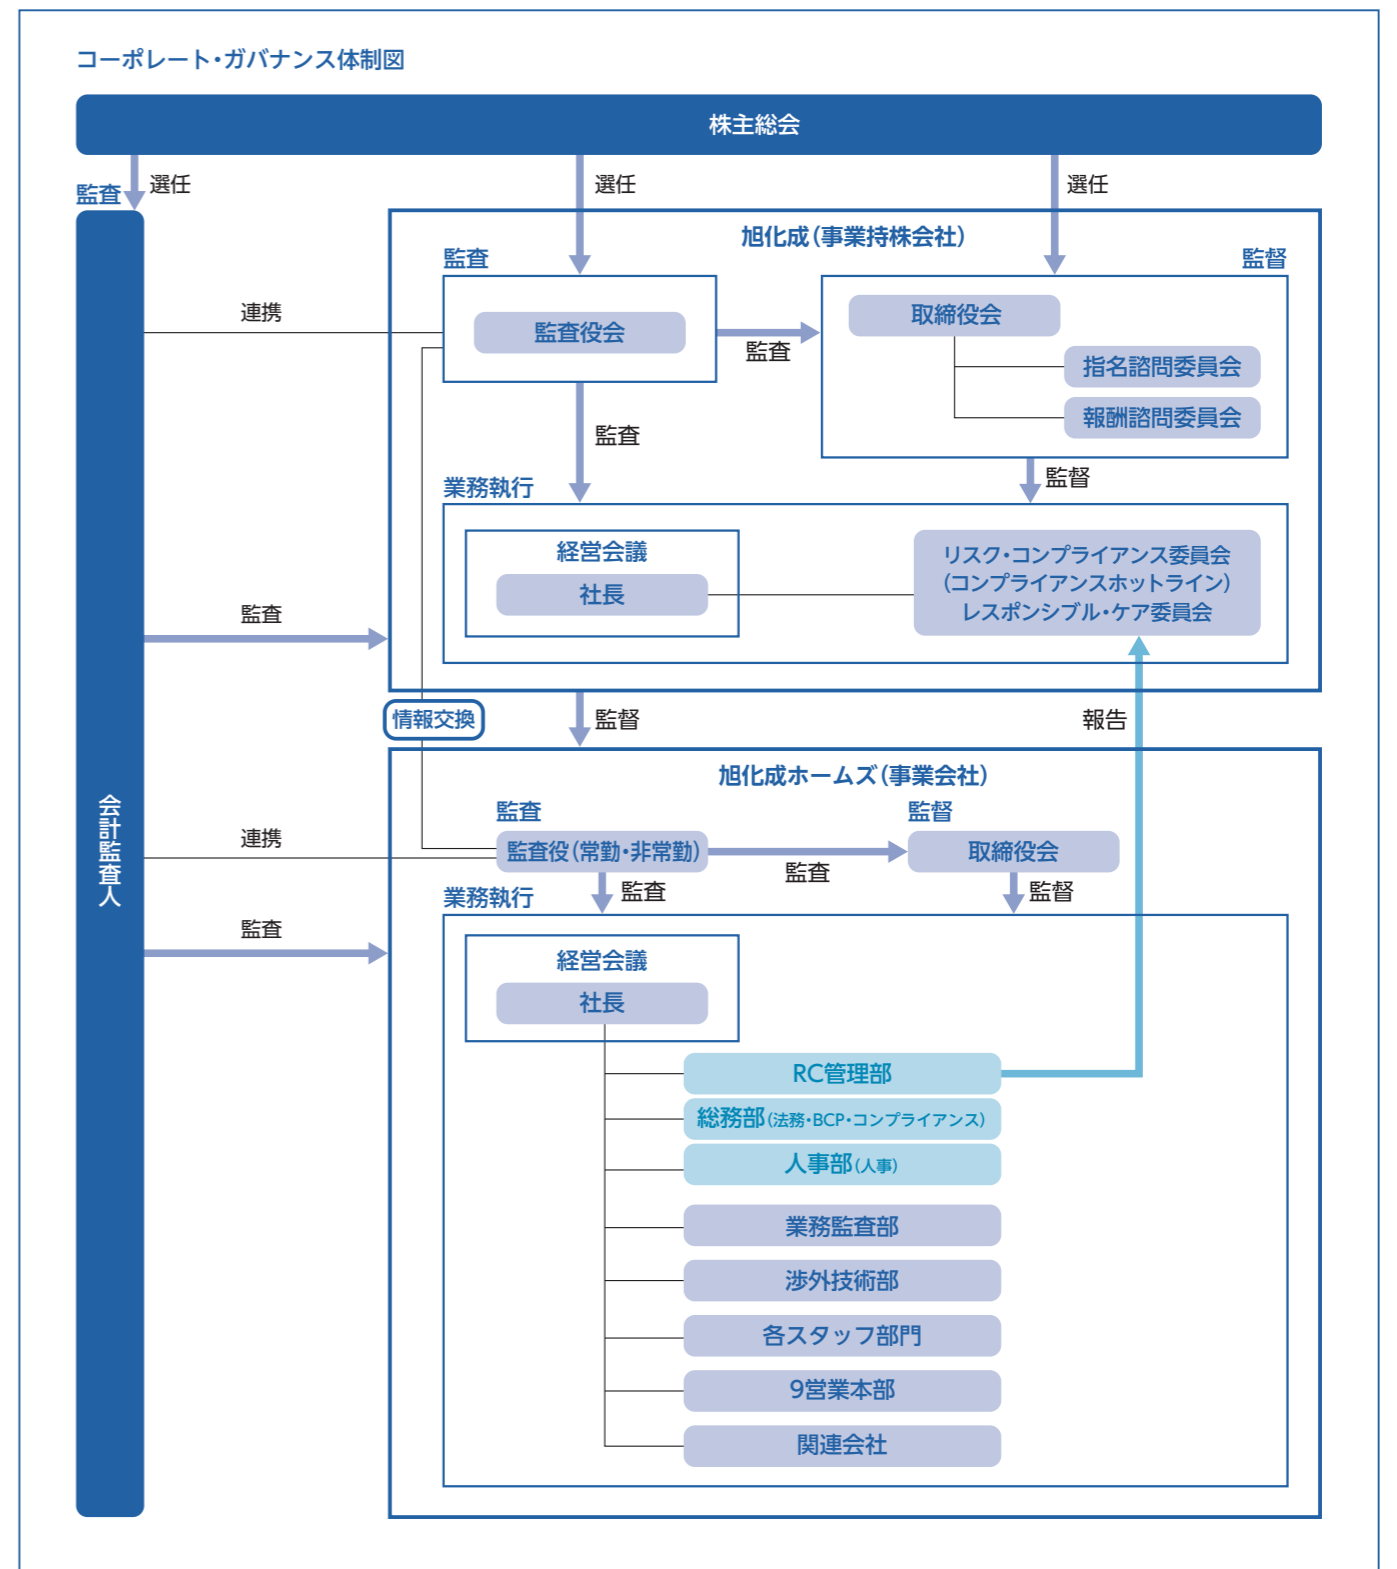 コーポレート・ガバナンス体制図
株主総会
選任
選任
選任
監査
会計監査人
旭化成（事業持株会社）
監査
監督
連携
監査役会
監査
取締役会
指名諮問委員会
報酬諮問委員会
監査
監督
業務執行
経営会議
社長
リスク・コンプライアンス委員会
（コンプライアンスホットライン）
レスポンシブル・ケア委員会
監査
情報交換
監督
報告
旭化成ホームズ（事業会社）
監査
監督
連携
監査役（常勤・非常勤）
監査
取締役会
監査
監督
業務執行
監査
経営会議
社長
RC管理部
総務部（法務・BCP・コンプライアンス）
人事部（人事）
業務監査部
渉外技術部
各スタッフ部門
9営業本部
関連会社